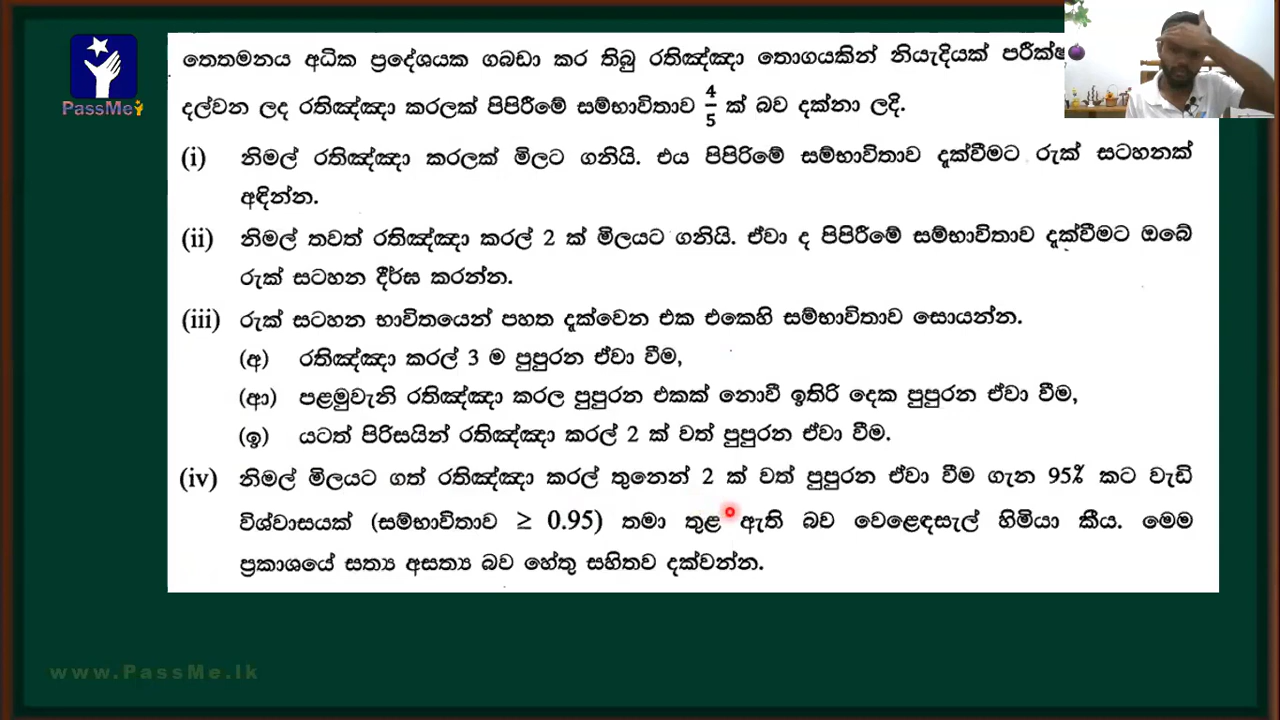 PassMe
තෙතමනය අධික ප්‍රදේශයක ගබඩා කර තිබූ රතිඤ්ඤා තොගයකින් නියැදියක්
දල්වන ලද රතිඤ්ඤා කරලක් පිපිරීමේ සම්භාවිතාව 4/5 ක් බව දක්නා ලදි.
(i) නිමල් රතිඤ්ඤා කරලක් මිලට ගනියි. එය පිපිරිමේ සම්භාවිතාව දැක්වීමට රුක් සටහනක්
අඳින්න.
(ii) නිමල් තවත් රතිඤ්ඤා කරල් 2 ක් මිලයට ගනියි. ඒවා ද පිපිරීමේ සම්භාවිතාව දැක්වීමට ඔබේ
රුක් සටහන දීර්ඝ කරන්න.
(iii) රුක් සටහන භාවිතයෙන් පහත දැක්වෙන එක එකෙහි සම්භාවිතාව සොයන්න.
(අ) රතිඤ්ඤා කරල් 3 ම පුපුරන ඒවා වීම,
(ආ) පළමුවැනි රතිඤ්ඤා කරල පුපුරන එකක් නොවී ඉතිරි දෙක පුපුරන ඒවා වීම,
(ඉ) යටත් පිරිසයින් රතිඤ්ඤා කරල් 2 ක් වත් පුපුරන ඒවා වීම.
(iv) නිමල් මිලයට ගත් රතිඤ්ඤා කරල් තුනෙන් 2 ක් වත් පුපුරන ඒවා වීම ගැන 95% කට වැඩි
විශ්වාසයක් (සම්භාවිතාව ≥ 0.95) තමා තුළ ඇති බව වෙළෙඳසැල් හිමියා කීය. මෙම
ප්‍රකාශයේ සත්‍ය අසත්‍ය බව හේතු සහිතව දක්වන්න.
www.PassMe.lk